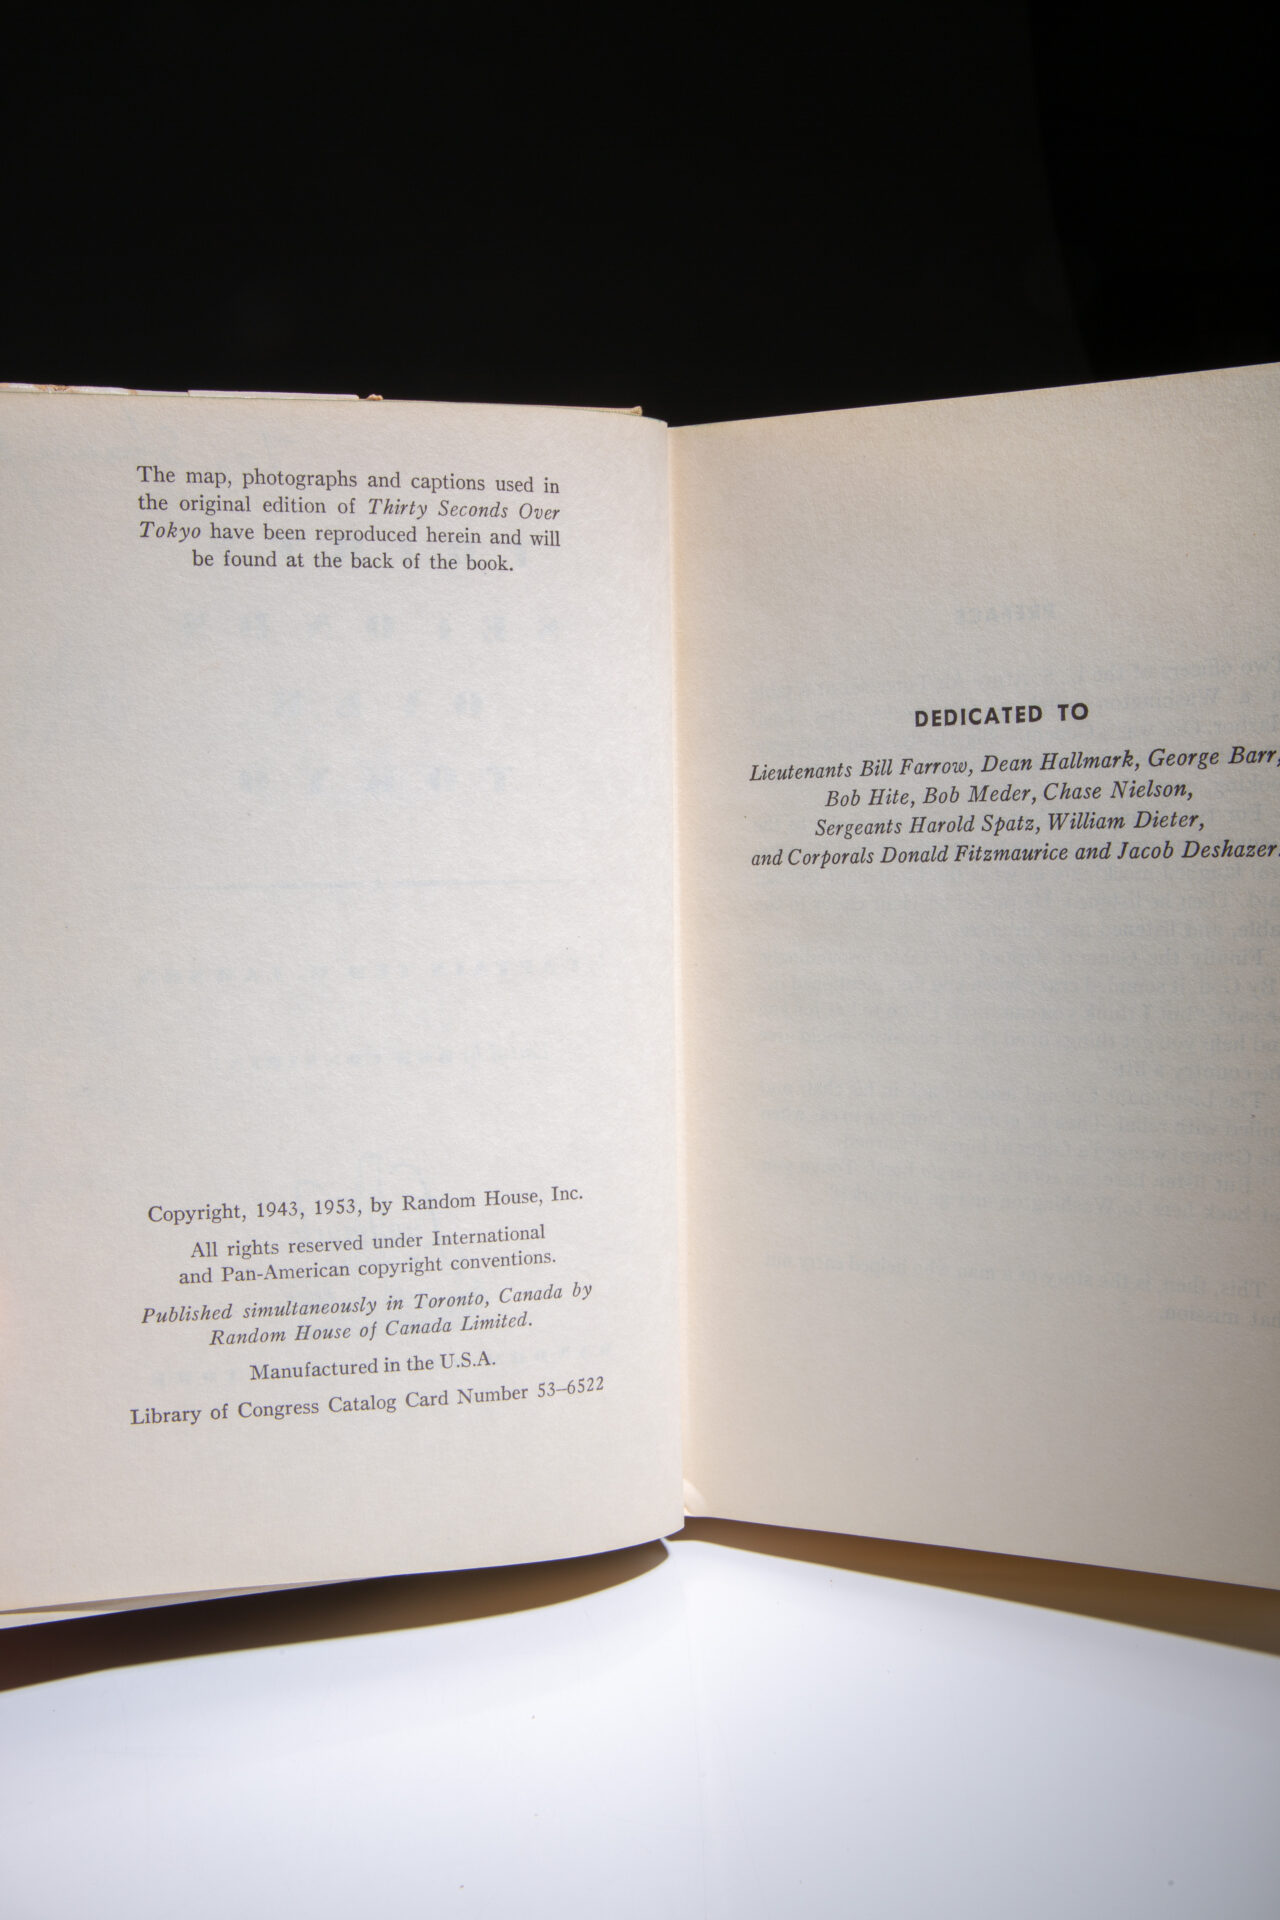 The map, photographs and captions used in
the original edition of Thirty Seconds Over
Tokyo have been reproduced herein and will
be found at the back of the book.
Copyright, 1943, 1953, by Random House, Inc.
All rights reserved under International
and Pan-American copyright conventions.
Published simultaneously in Toronto, Canada by
Random House of Canada Limited.
Manufactured in the U.S.A.
Library of Congress Catalog Card Number 53–6522
DEDICATED TO
Lieutenants Bill Farrow, Dean Hallmark, George Barr,
Bob Hite, Bob Meder, Chase Nielson,
Sergeants Harold Spatz, William Dieter,
and Corporals Donald Fitzmaurice and Jacob Deshazer.